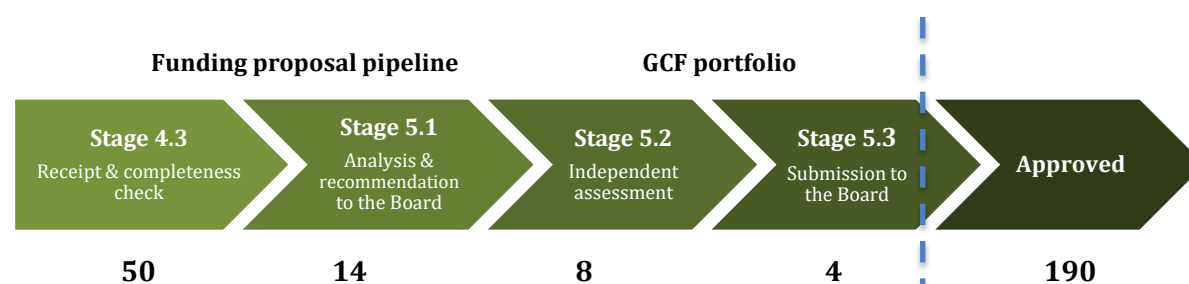 Funding proposal pipeline
GCF portfolio
Stage 4.3
Receipt & completeness
check
Stage 5.1
Analysis &
recommendation
to the Board
Stage 5.2
Independent
assessment
Stage 5.3
Submission to
the Board
Approved
50
14
8
4
190